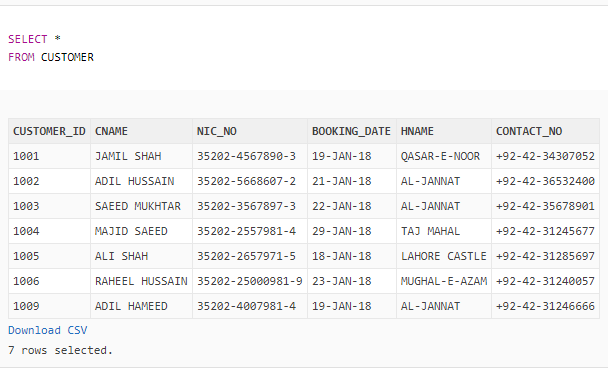 SELECT *
FROM CUSTOMER
CUSTOMER_ID CNAME NIC_NO BOOKING_DATE HNAME CONTACT_NO
1001 JAMIL SHAH 35202-4567890-3 19-JAN-18 QASAR-E-NOOR +92-42-34307052
1002 ADIL HUSSAIN 35202-5668607-2 21-JAN-18 AL-JANNAT +92-42-36532400
1003 SAEED MUKHTAR 35202-3567897-3 22-JAN-18 AL-JANNAT +92-42-35678901
1004 MAJID SAEED 35202-2557981-4 29-JAN-18 TAJ MAHAL +92-42-31245677
1005 ALI SHAH 35202-2657971-5 18-JAN-18 LAHORE CASTLE +92-42-31285697
1006 RAHEEL HUSSAIN 35202-25000981-9 23-JAN-18 MUGHAL-E-AZAM +92-42-31240057
1009 ADIL HAMEED 35202-4007981-4 19-JAN-18 AL-JANNAT +92-42-31246666
Download CSV
7 rows selected.